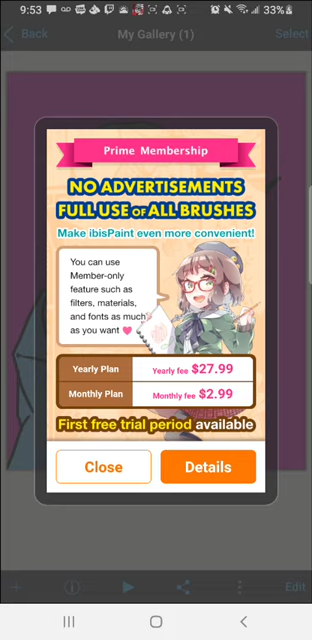 9:53
33%
Back
My Gallery (1)
Select
Prime Membership
NO ADVERTISEMENTS
FULL USE OF ALL BRUSHES
Make ibisPaint even more convenient!
You can use
Member-only
feature such as
filters, materials,
and fonts as much
as you want
Yearly Plan Yearly fee $27.99
Monthly Plan Monthly fee $2.99
First free trial period available
Close
Details
Edit